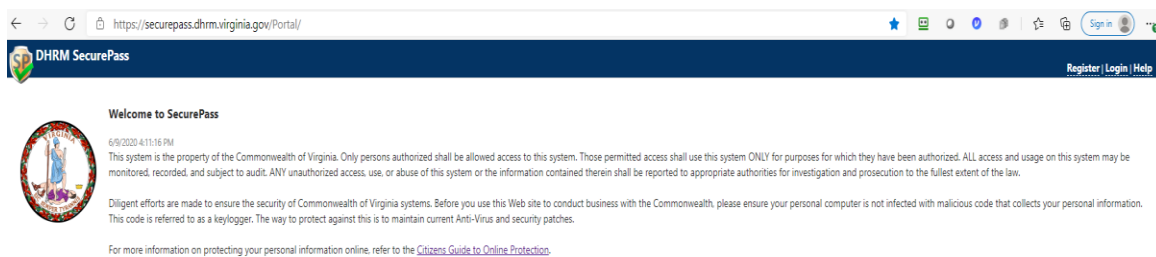 https://securepass.dhrm.virginia.gov/Portal/
Sign in
SP
DHRM SecurePass
Register | Login | Help
Welcome to SecurePass
VIRGINIA
6/9/2020 4:11:16 PM
This system is the property of the Commonwealth of Virginia. Only persons authorized shall be allowed access to this system. Those permitted access shall use this system ONLY for purposes for which they have been authorized. ALL access and usage on this system may be
monitored, recorded, and subject to audit. ANY unauthorized access, use, or abuse of this system or the information contained therein shall be reported to appropriate authorities for investigation and prosecution to the fullest extent of the law.
Diligent efforts are made to ensure the security of Commonwealth of Virginia systems. Before you use this Web site to conduct business with the Commonwealth, please ensure your personal computer is not infected with malicious code that collects your personal information.
This code is referred to as a keylogger. The way to protect against this is to maintain current Anti-Virus and security patches.
For more information on protecting your personal information online, refer to the Citizens Guide to Online Protection.